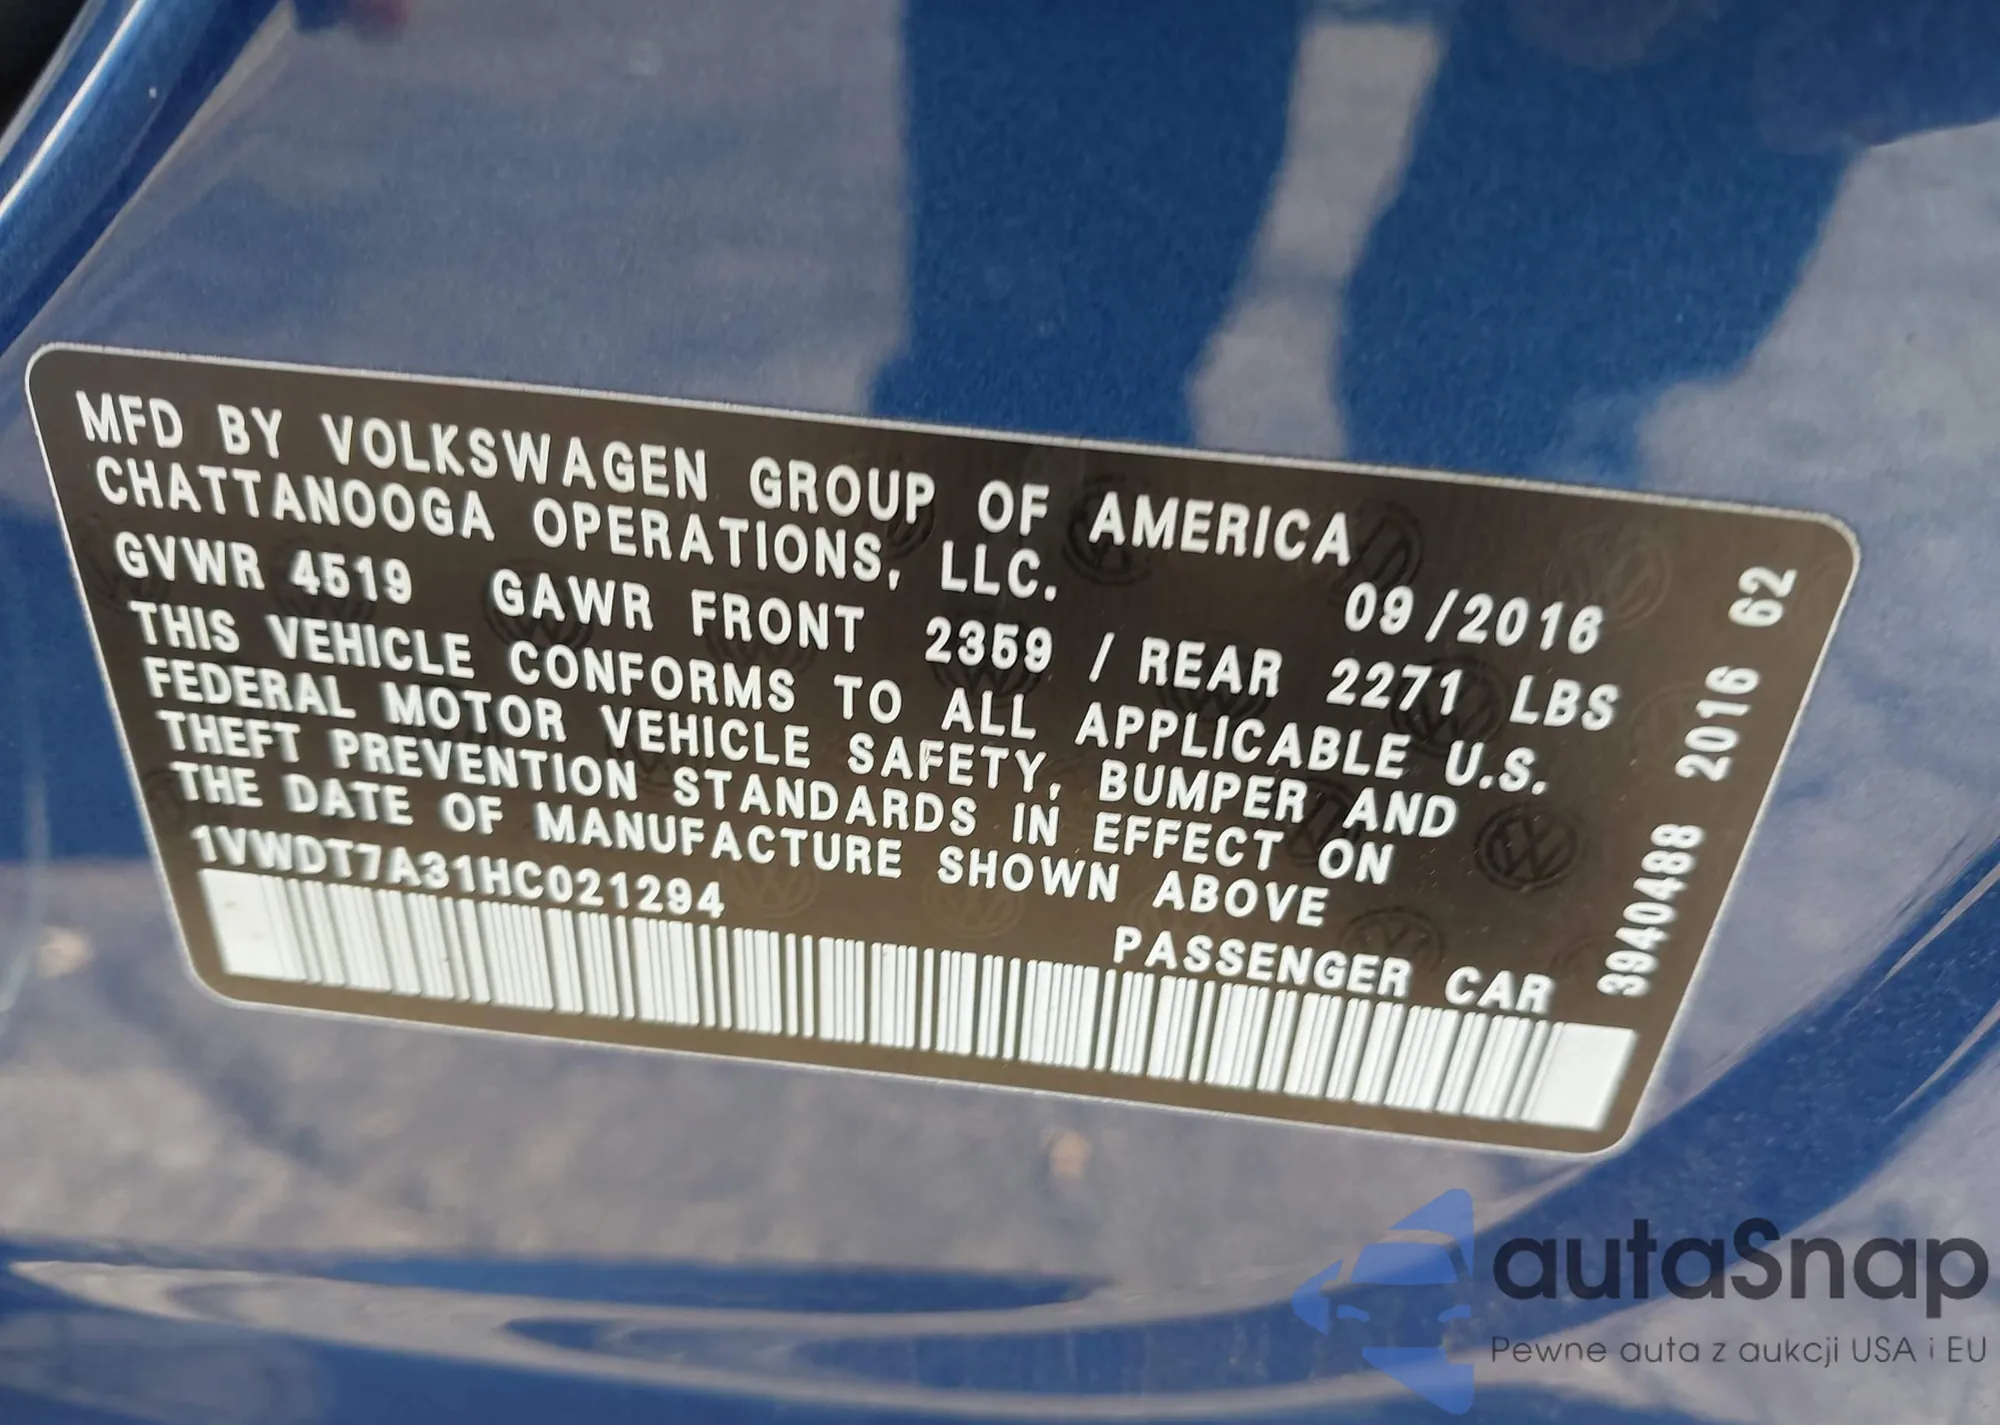 MFD BY VOLKSWAGEN GROUP OF AMERICA
CHATTANOOGA OPERATIONS, LLC.
09/2016
GVWR 4519 GAWR FRONT 2359 / REAR 2271 LBS
THIS VEHICLE CONFORMS TO ALL APPLICABLE U.S.
FEDERAL MOTOR VEHICLE SAFETY, BUMPER AND
THEFT PREVENTION STANDARDS IN EFFECT ON
THE DATE OF MANUFACTURE SHOWN ABOVE
1VWDT7A31HC021294
PASSENGER CAR
3940488 2016 62
autaSnap
Pewne auta z aukcji USA i EU